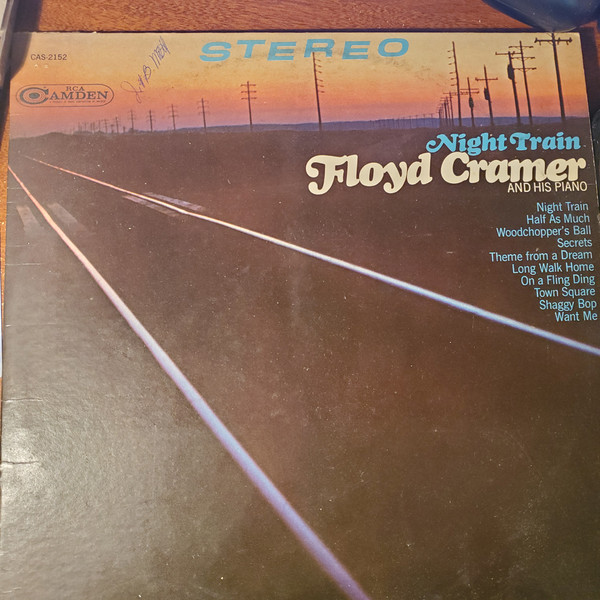 STEREO
CAS-2152
RCA
CAMDEN
Night Train
Floyd Cramer
AND HIS PIANO
Night Train
Half As Much
Woodchopper's Ball
Secrets
Theme from a Dream
Long Walk Home
On a Fling Ding
Town Square
Shaggy Bop
Want Me